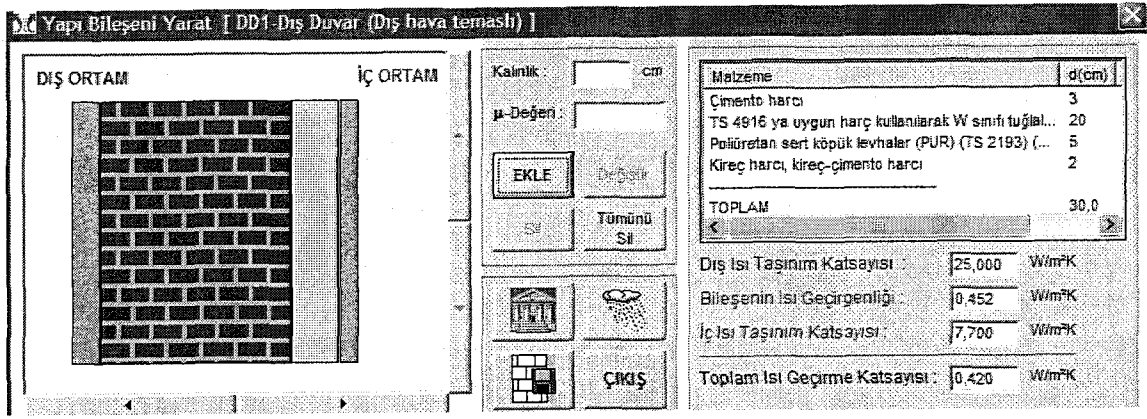 Yapı Bileşeni Yarat [ DD1-Dış Duvar (Dış hava temaslı) ]
DIŞ ORTAM
İÇ ORTAM
Kalınlık : cm
µ-Değeri :
EKLE
Değiştir
Sil
Tümünü
Sil
ÇIKIŞ
Malzeme d(cm)
Çimento harcı 3
TS 4916 ya uygun harç kullanılarak W sınıfı tuğlal... 20
Poliüretan sert köpük levhalar (PUR) (TS 2193) (... 5
Kireç harcı, kireç-çimento harcı 2
TOPLAM 30,0
Dış Isı Taşınım Katsayısı : 25,000 W/m²K
Bileşenin Isı Geçirgenliği : 0,452 W/m²K
İç Isı Taşınım Katsayısı : 7,700 W/m²K
Toplam Isı Geçirme Katsayısı : 0,420 W/m²K